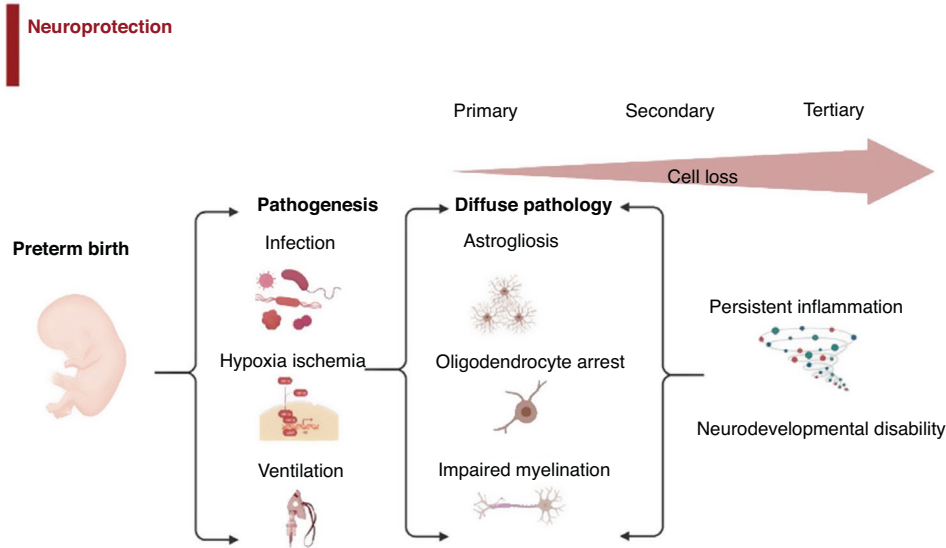 Neuroprotection
Primary
Secondary
Tertiary
Cell loss
Preterm birth
Pathogenesis
Infection
Hypoxia ischemia
Ventilation
Diffuse pathology
Astrogliosis
Oligodendrocyte arrest
Impaired myelination
Persistent inflammation
Neurodevelopmental disability